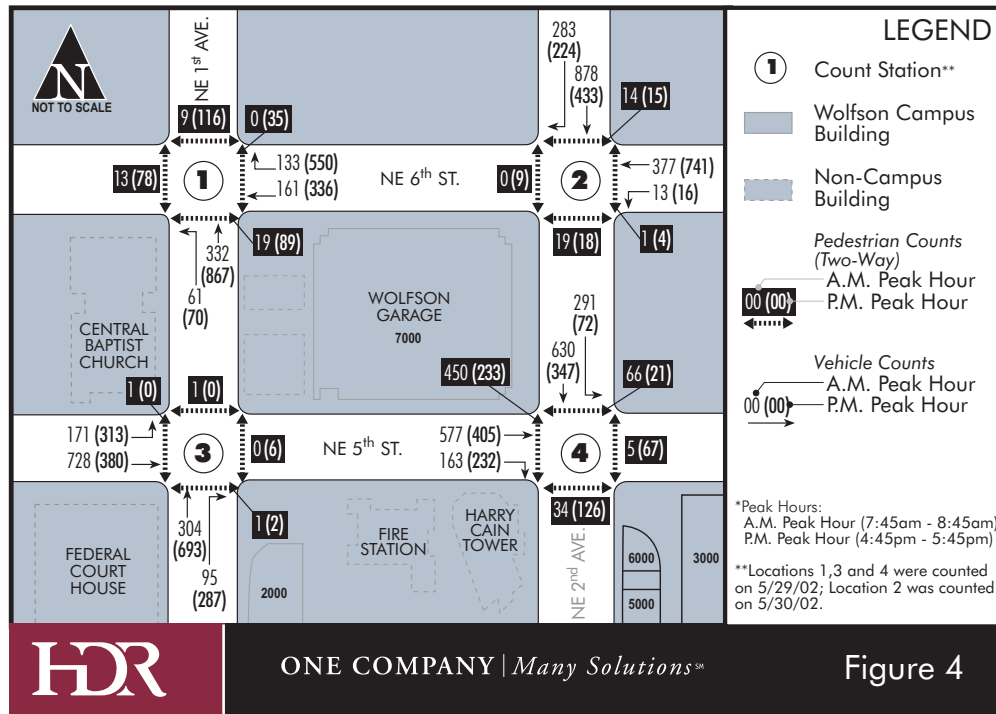 N
NOT TO SCALE
NE 1st AVE.
9 (116)
0 (35)
13 (78)
1
133 (550)
161 (336)
NE 6th ST.
19 (89)
332
(867)
61
(70)
283
(224)
878
(433)
14 (15)
0 (9)
2
377 (741)
13 (16)
19 (18)
1 (4)
CENTRAL
BAPTIST
CHURCH
WOLFSON
GARAGE
7000
291
(72)
630
(347)
450 (233)
66 (21)
1 (0)
1 (0)
171 (313)
728 (380)
3
0 (6)
NE 5th ST.
577 (405)
163 (232)
4
5 (67)
34 (126)
304
(693)
95
(287)
1 (2)
FEDERAL
COURT
HOUSE
2000
FIRE
STATION
HARRY
CAIN
TOWER
NE 2nd AVE.
6000
5000
3000
LEGEND
1 Count Station**
Wolfson Campus
Building
Non-Campus
Building
Pedestrian Counts
(Two-Way)
A.M. Peak Hour
00 (00) P.M. Peak Hour
Vehicle Counts
A.M. Peak Hour
00 (00) P.M. Peak Hour
*Peak Hours:
A.M. Peak Hour (7:45am - 8:45am)
P.M. Peak Hour (4:45pm - 5:45pm)
**Locations 1,3 and 4 were counted
on 5/29/02; Location 2 was counted
on 5/30/02.
HDR
ONE COMPANY | Many Solutions SM
Figure 4